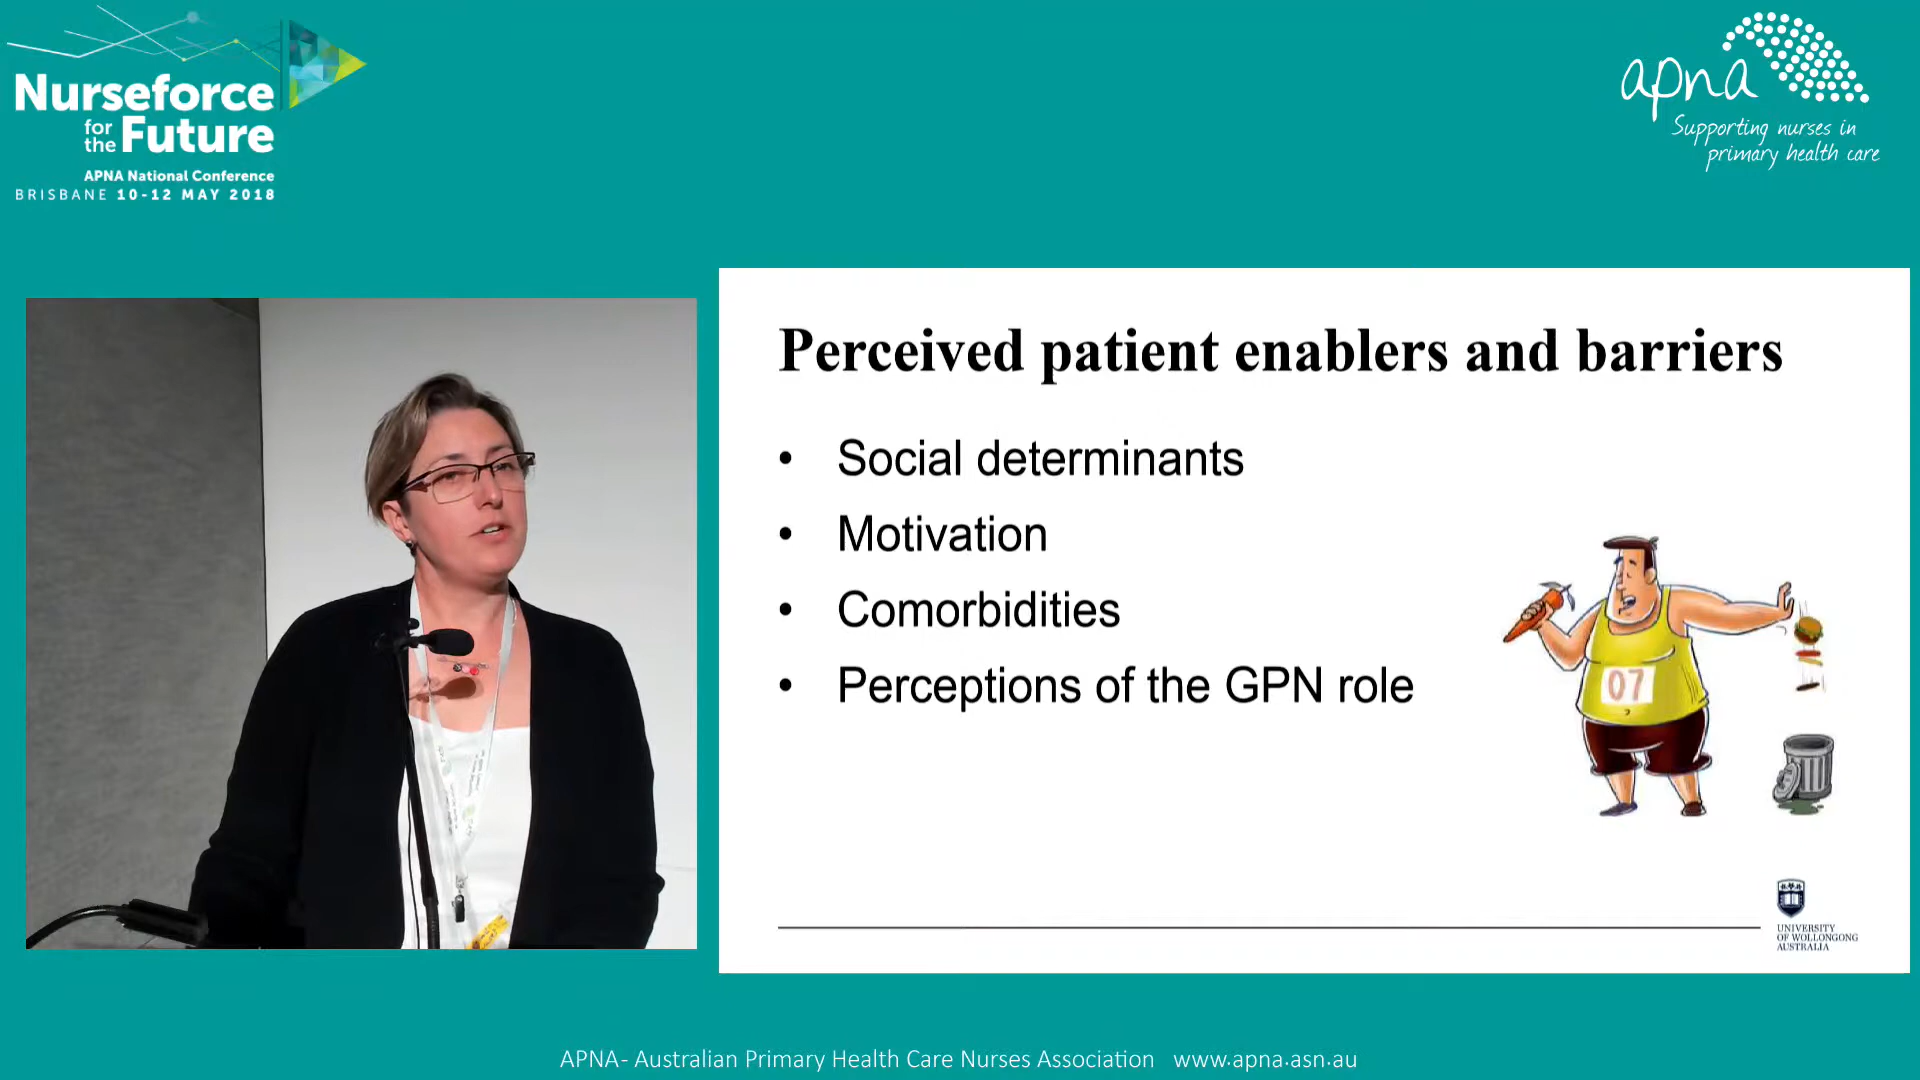 Nurseforce
for
the Future
APNA National Conference
BRISBANE 10-12 MAY 2018
apna
Supporting nurses in
primary health care
Perceived patient enablers and barriers
• Social determinants
• Motivation
• Comorbidities
• Perceptions of the GPN role
07
UNIVERSITY
OF WOLLONGONG
AUSTRALIA
APNA- Australian Primary Health Care Nurses Association www.apna.asn.au